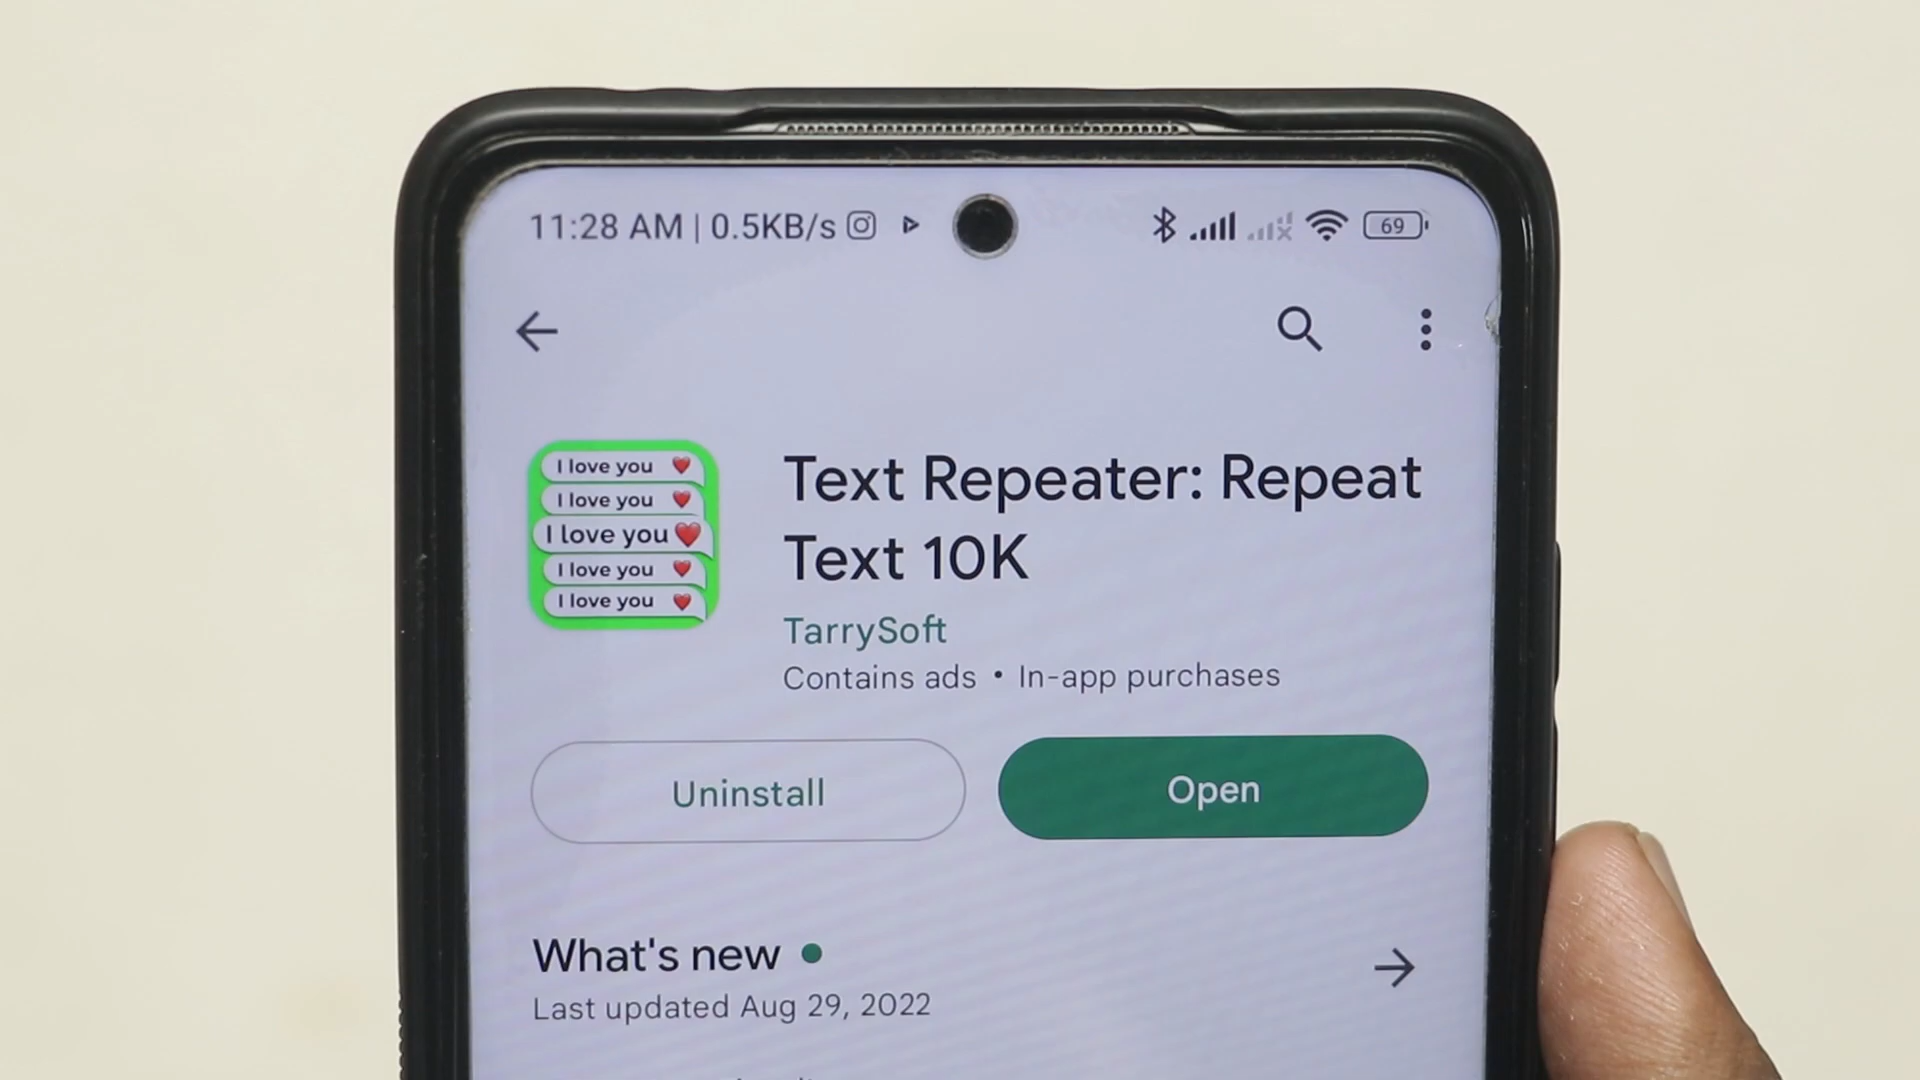 11:28 AM | 0.5KB/s
69
I love you
I love you
I love you
I love you
I love you
Text Repeater: Repeat
Text 10K
TarrySoft
Contains ads • In-app purchases
Uninstall
Open
What's new
Last updated Aug 29, 2022